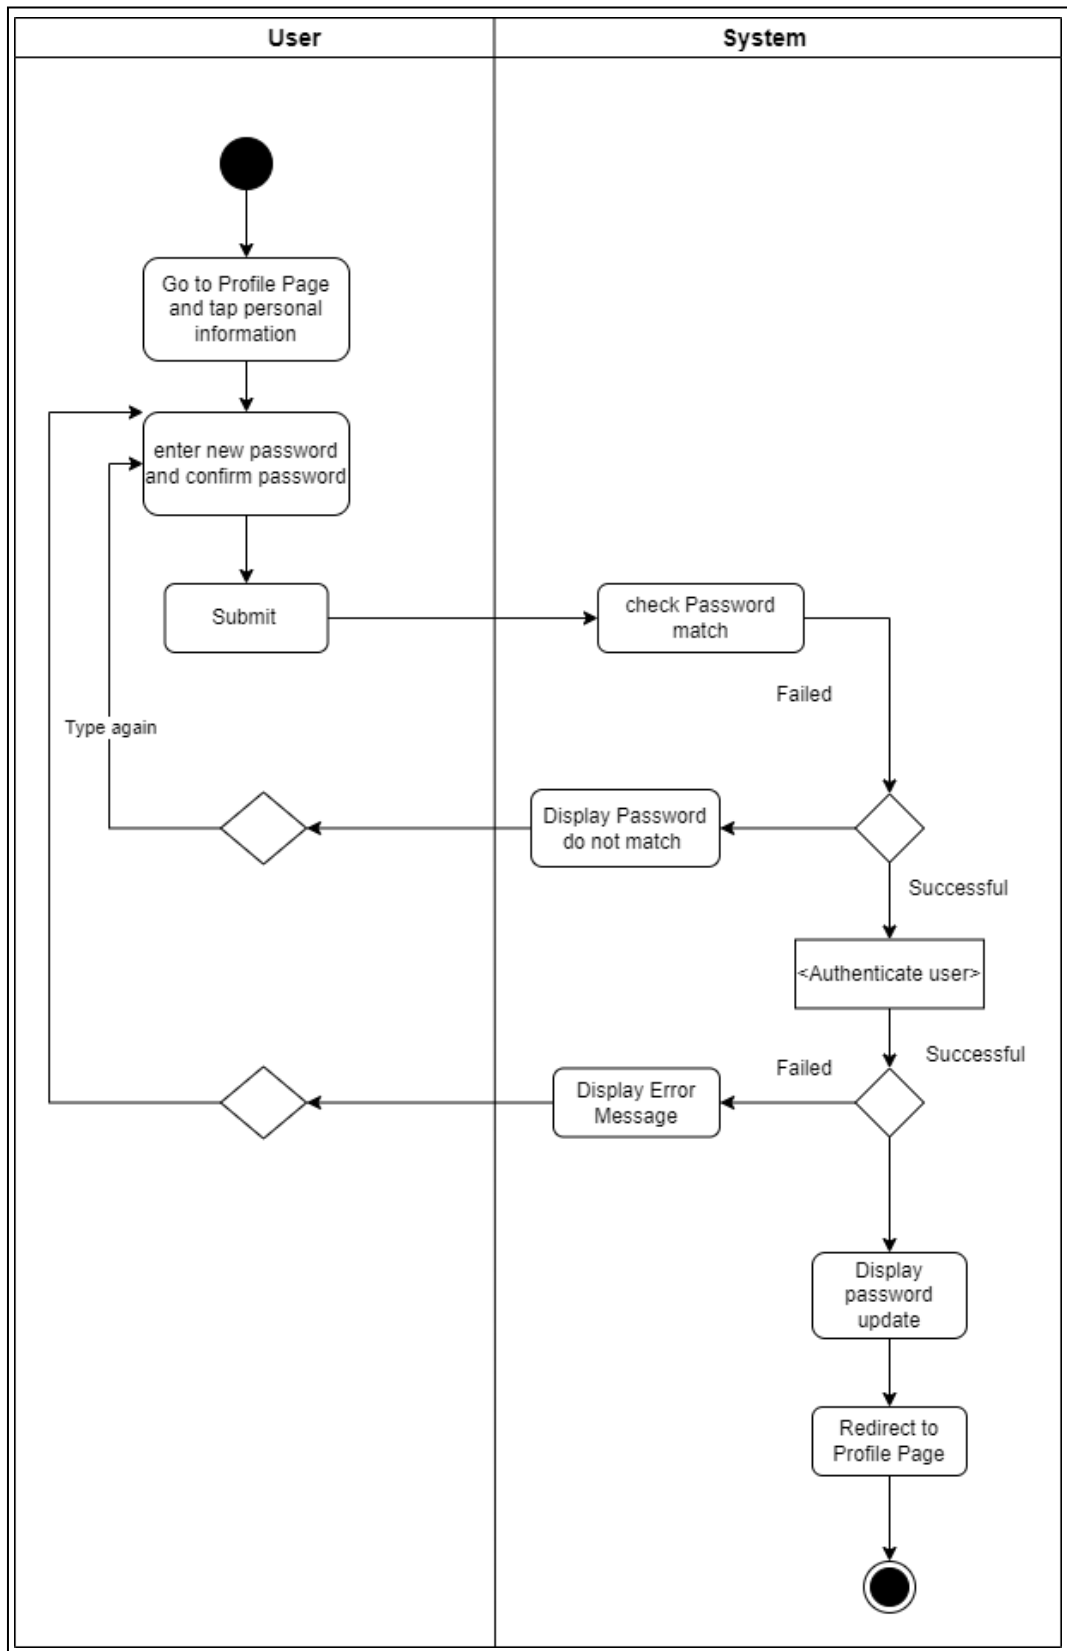 User
System
Go to Profile Page
and tap personal
information
enter new password
and confirm password
Submit
check Password
match
Failed
Type again
Display Password
do not match
Successful
<Authenticate user>
Successful
Failed
Display Error
Message
Display
password
update
Redirect to
Profile Page